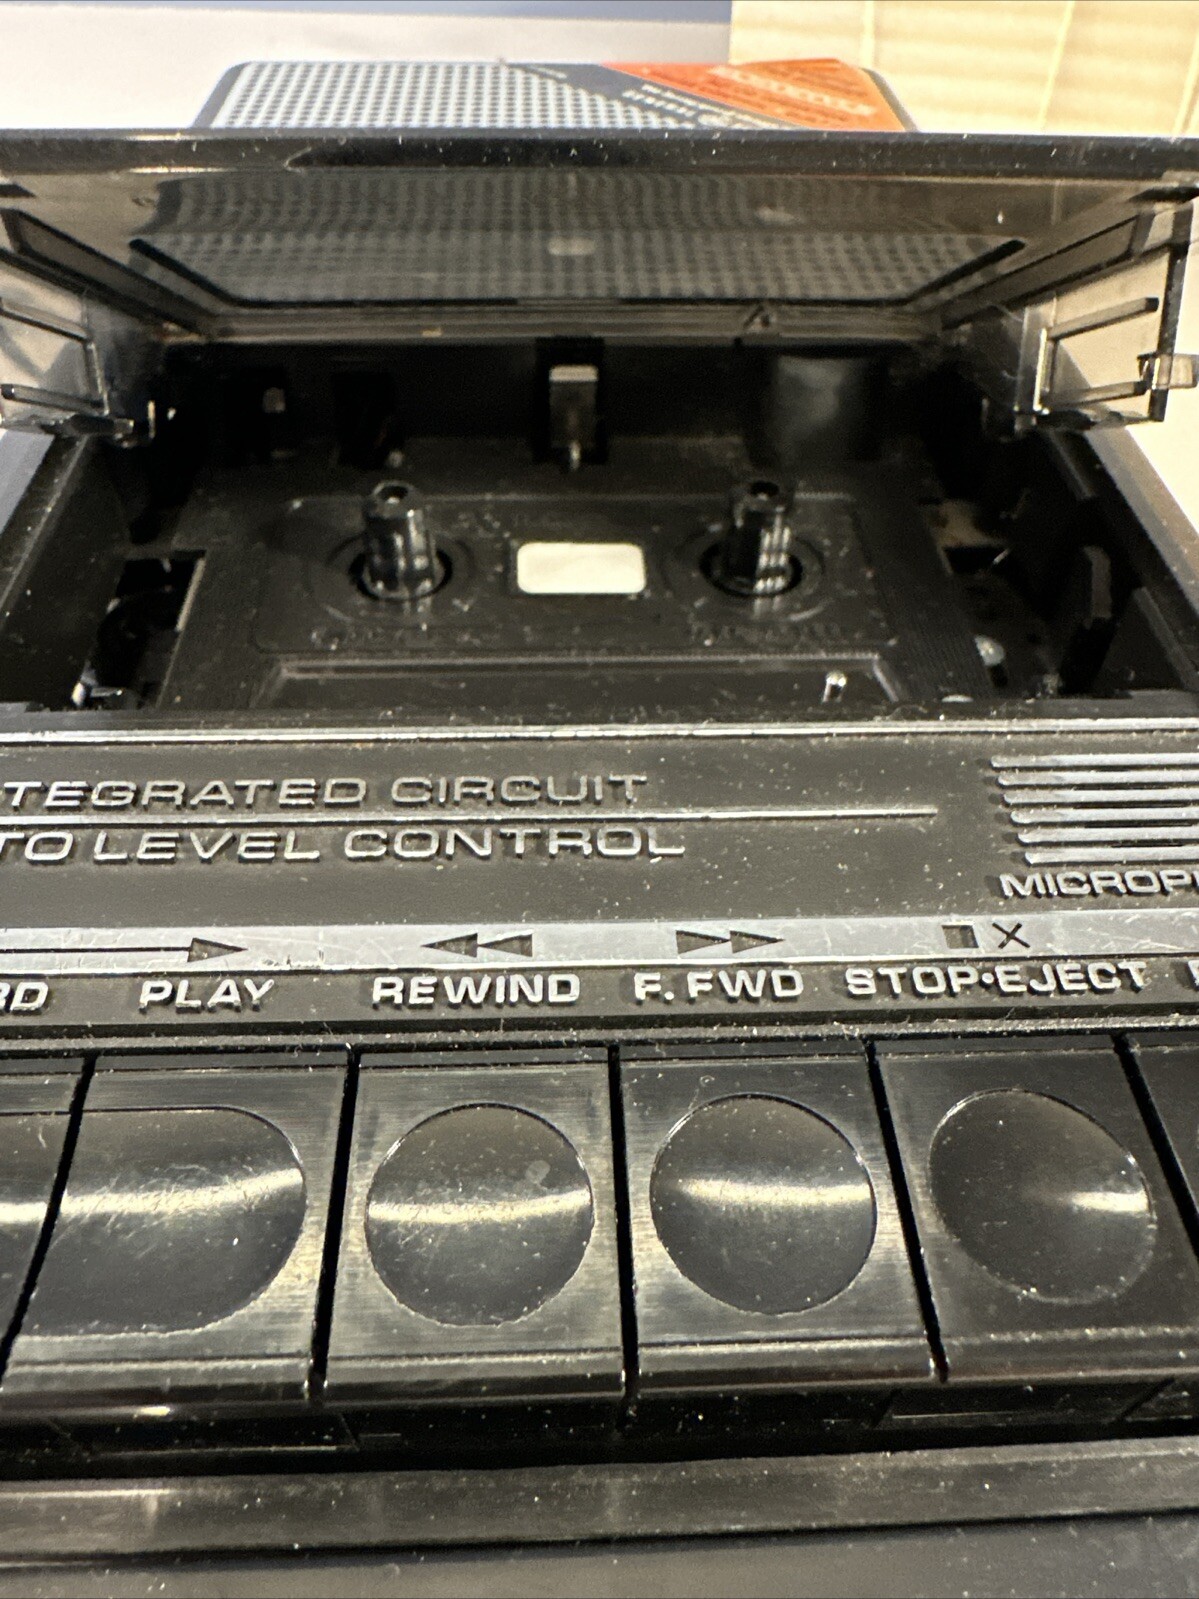 TEGRATED CIRCUIT
TO LEVEL CONTROL
MICROP
RD PLAY REWIND F.FWD STOP•EJECT